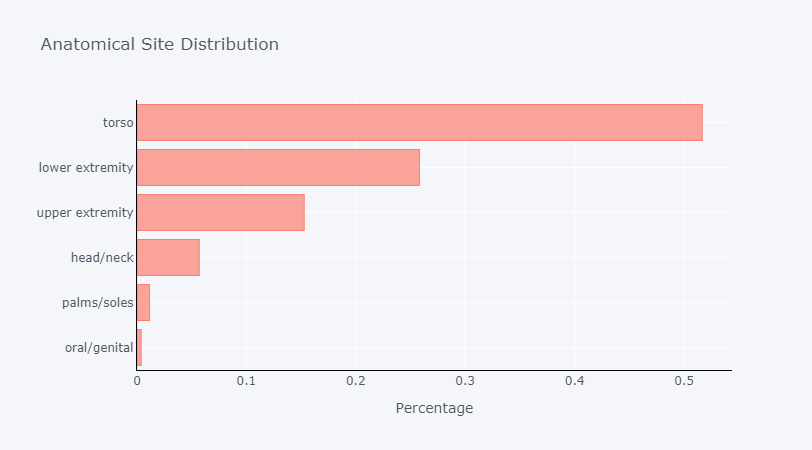 Anatomical Site Distribution
torso
lower extremity
upper extremity
head/neck
palms/soles
oral/genital
0 0.1 0.2 0.3 0.4 0.5
Percentage